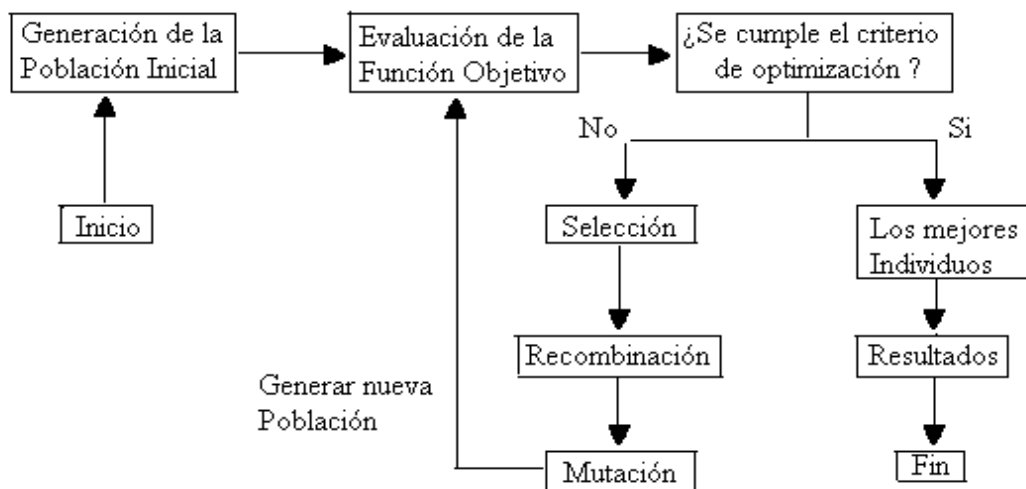 Generación de la
Población Inicial
Evaluación de la
Función Objetivo
¿Se cumple el criterio
de optimización ?
No
Si
Inicio
Selección
Los mejores
Individuos
Recombinación
Resultados
Generar nueva
Población
Mutación
Fin